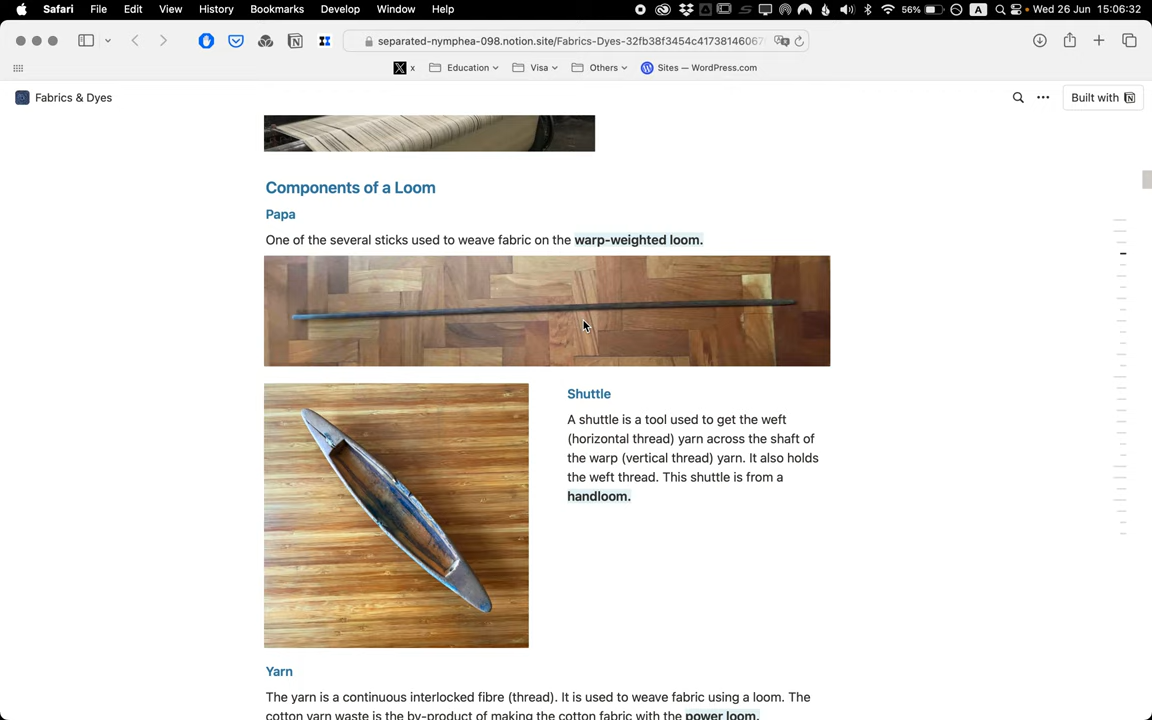 Safari File Edit View History Bookmarks Develop Window Help 56% A Wed 26 Jun 15:06:32
separated-nymphea-098.notion.site/Fabrics-Dyes-32fb38f3454c41738146067
X x Education Visa Others Sites — WordPress.com
Fabrics & Dyes Built with N
Components of a Loom
Papa
One of the several sticks used to weave fabric on the warp-weighted loom.
Shuttle
A shuttle is a tool used to get the weft
(horizontal thread) yarn across the shaft of
the warp (vertical thread) yarn. It also holds
the weft thread. This shuttle is from a
handloom.
Yarn
The yarn is a continuous interlocked fibre (thread). It is used to weave fabric using a loom. The
cotton yarn waste is the by-product of making the cotton fabric with the power loom.